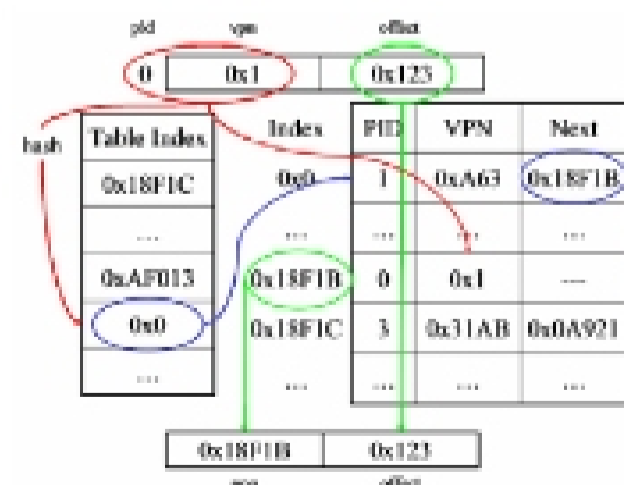 pid vpn offset
0 0x1 0x123
hash Table Index Index PID VPN Next
0x18F1C 0x0 1 0xA63 0x18F1B
... ... ... ... ...
0xAF013 0x18F1B 0 0x1 ---
0x0 0x18F1C 3 0x31AB 0x0A921
... ... ... ... ...
0x18F1B 0x123
offset